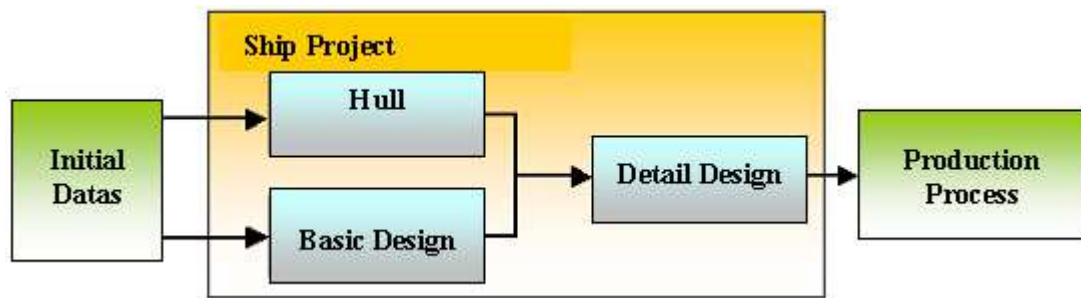 Ship Project
Hull
Initial
Datas
Basic Design
Detail Design
Production
Process